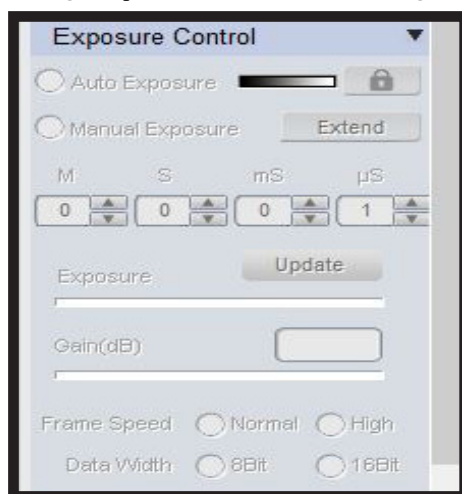 Exposure Control
Auto Exposure
Manual Exposure Extend
M S mS µS
0 0 0 1
Exposure Update
Gain(dB)
Frame Speed Normal High
Data Width 8Bit 16Bit